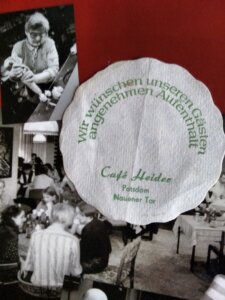 Wir wünschen unseren Gästen
angenehmen Aufenthalt
Café Heider
Potsdam
Nauener Tor